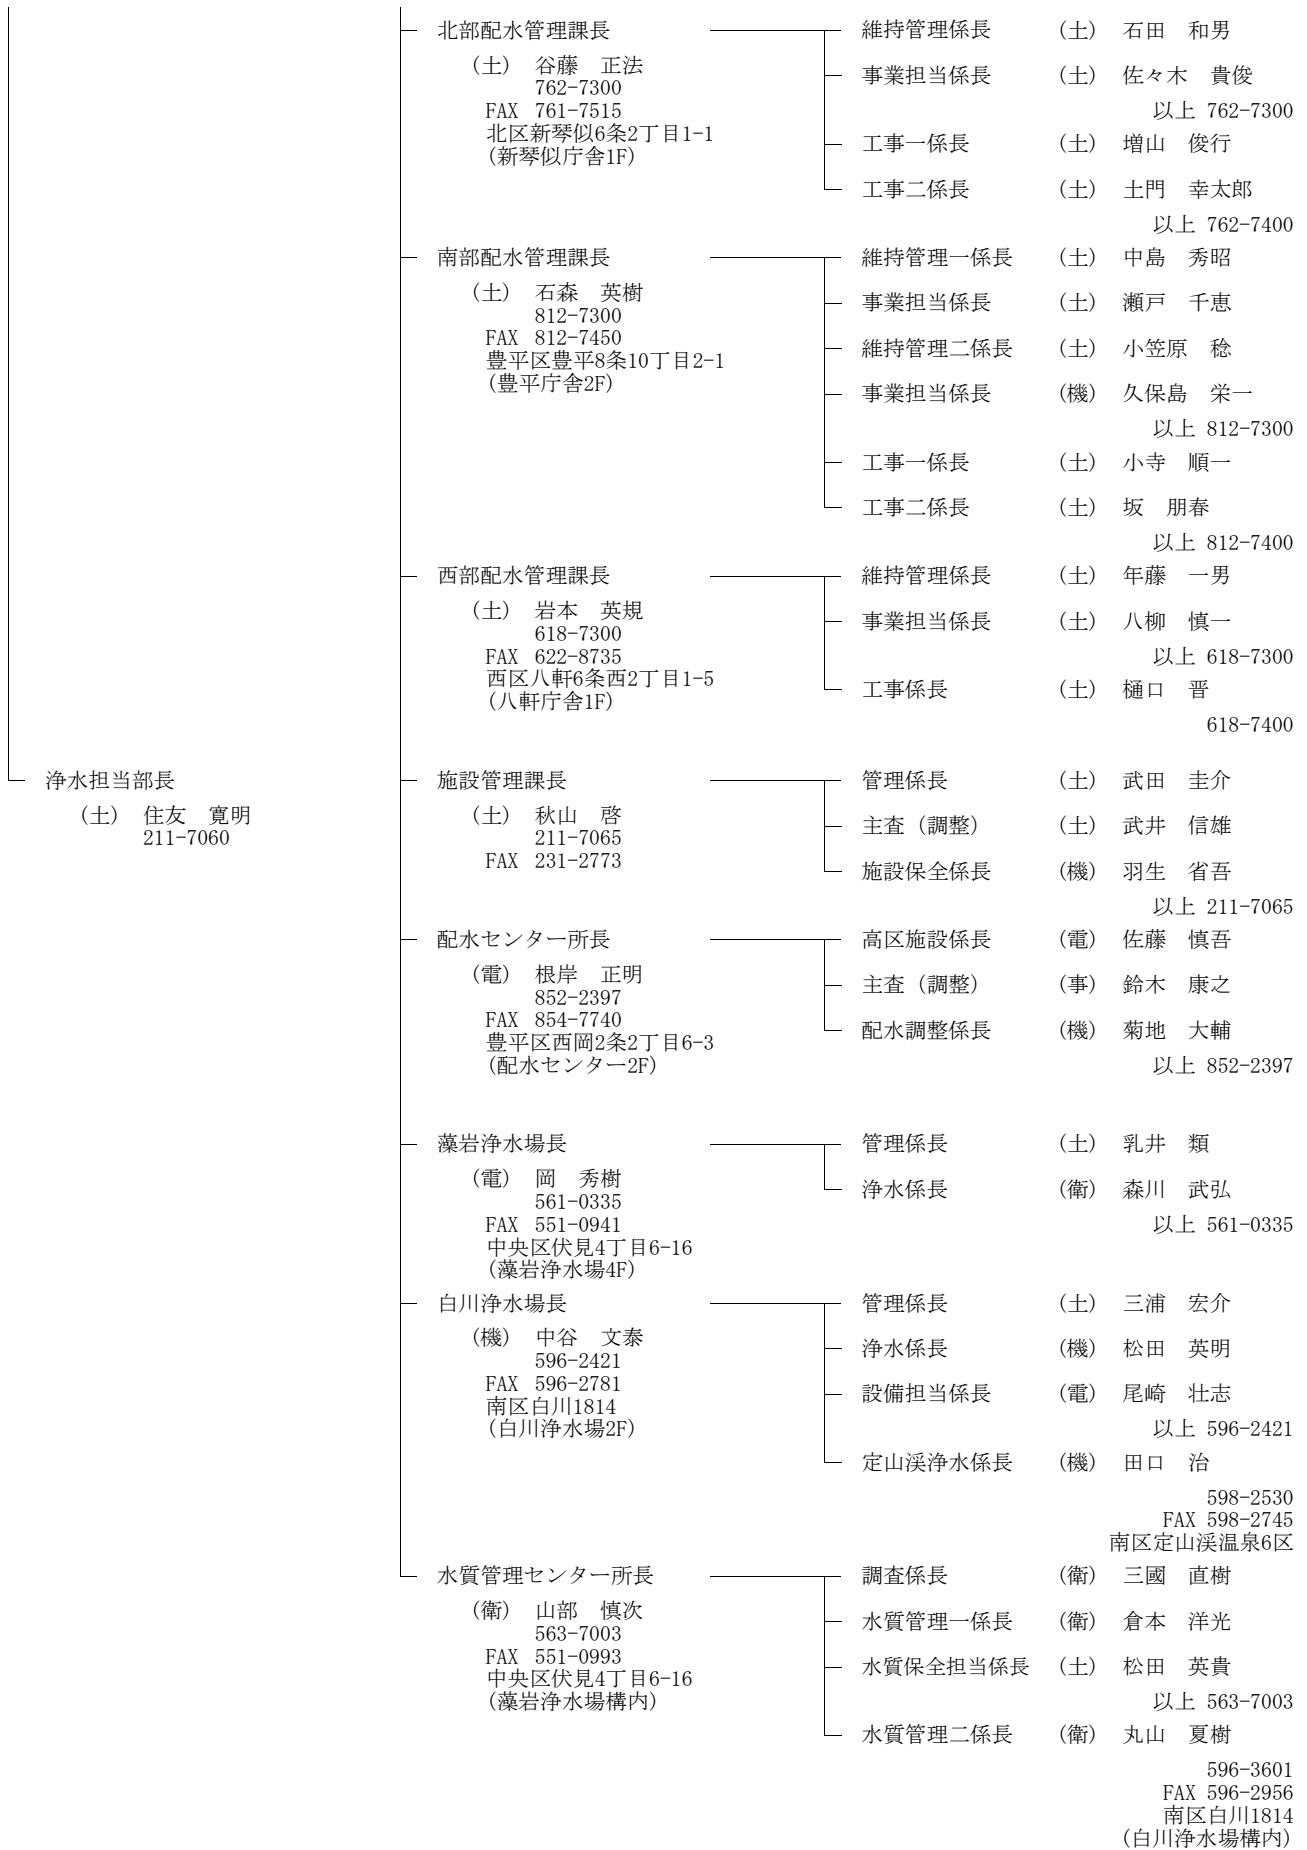 北部配水管理課長 維持管理係長 (土) 石田 和男
(土) 谷藤 正法
762-7300 事業担当係長 (土) 佐々木 貴俊
FAX 761-7515 以上 762-7300
北区新琴似6条2丁目1-1
(新琴似庁舎1F) 工事一係長 (土) 増山 俊行
工事二係長 (土) 土門 幸太郎
以上 762-7400
南部配水管理課長 維持管理一係長 (土) 中島 秀昭
(土) 石森 英樹
812-7300 事業担当係長 (土) 瀬戸 千恵
FAX 812-7450 維持管理二係長 (土) 小笠原 稔
豊平区豊平8条10丁目2-1
(豊平庁舎2F) 事業担当係長 (機) 久保島 栄一
以上 812-7300
工事一係長 (土) 小寺 順一
工事二係長 (土) 坂 朋春
以上 812-7400
西部配水管理課長 維持管理係長 (土) 年藤 一男
(土) 岩本 英規
618-7300 事業担当係長 (土) 八柳 慎一
FAX 622-8735 以上 618-7300
西区八軒6条西2丁目1-5
(八軒庁舎1F) 工事係長 (土) 樋口 晋
618-7400
浄水担当部長 施設管理課長 管理係長 (土) 武田 圭介
(土) 住友 寛明 (土) 秋山 啓
211-7060 211-7065 主査(調整) (土) 武井 信雄
FAX 231-2773 施設保全係長 (機) 羽生 省吾
以上 211-7065
配水センター所長 高区施設係長 (電) 佐藤 慎吾
(電) 根岸 正明
852-2397 主査(調整) (事) 鈴木 康之
FAX 854-7740
豊平区西岡2条2丁目6-3 配水調整係長 (機) 菊地 大輔
(配水センター2F) 以上 852-2397
藻岩浄水場長 管理係長 (土) 乳井 類
(電) 岡 秀樹
561-0335 浄水係長 (衛) 森川 武弘
FAX 551-0941 以上 561-0335
中央区伏見4丁目6-16
(藻岩浄水場4F)
白川浄水場長 管理係長 (土) 三浦 宏介
(機) 中谷 文泰
596-2421 浄水係長 (機) 松田 英明
FAX 596-2781 設備担当係長 (電) 尾崎 壮志
南区白川1814
(白川浄水場2F) 以上 596-2421
定山渓浄水係長 (機) 田口 治
598-2530
FAX 598-2745
南区定山渓温泉6区
水質管理センター所長 調査係長 (衛) 三國 直樹
(衛) 山部 慎次
563-7003 水質管理一係長 (衛) 倉本 洋光
FAX 551-0993 水質保全担当係長 (土) 松田 英貴
中央区伏見4丁目6-16
(藻岩浄水場構内) 以上 563-7003
水質管理二係長 (衛) 丸山 夏樹
596-3601
FAX 596-2956
南区白川1814
(白川浄水場構内)